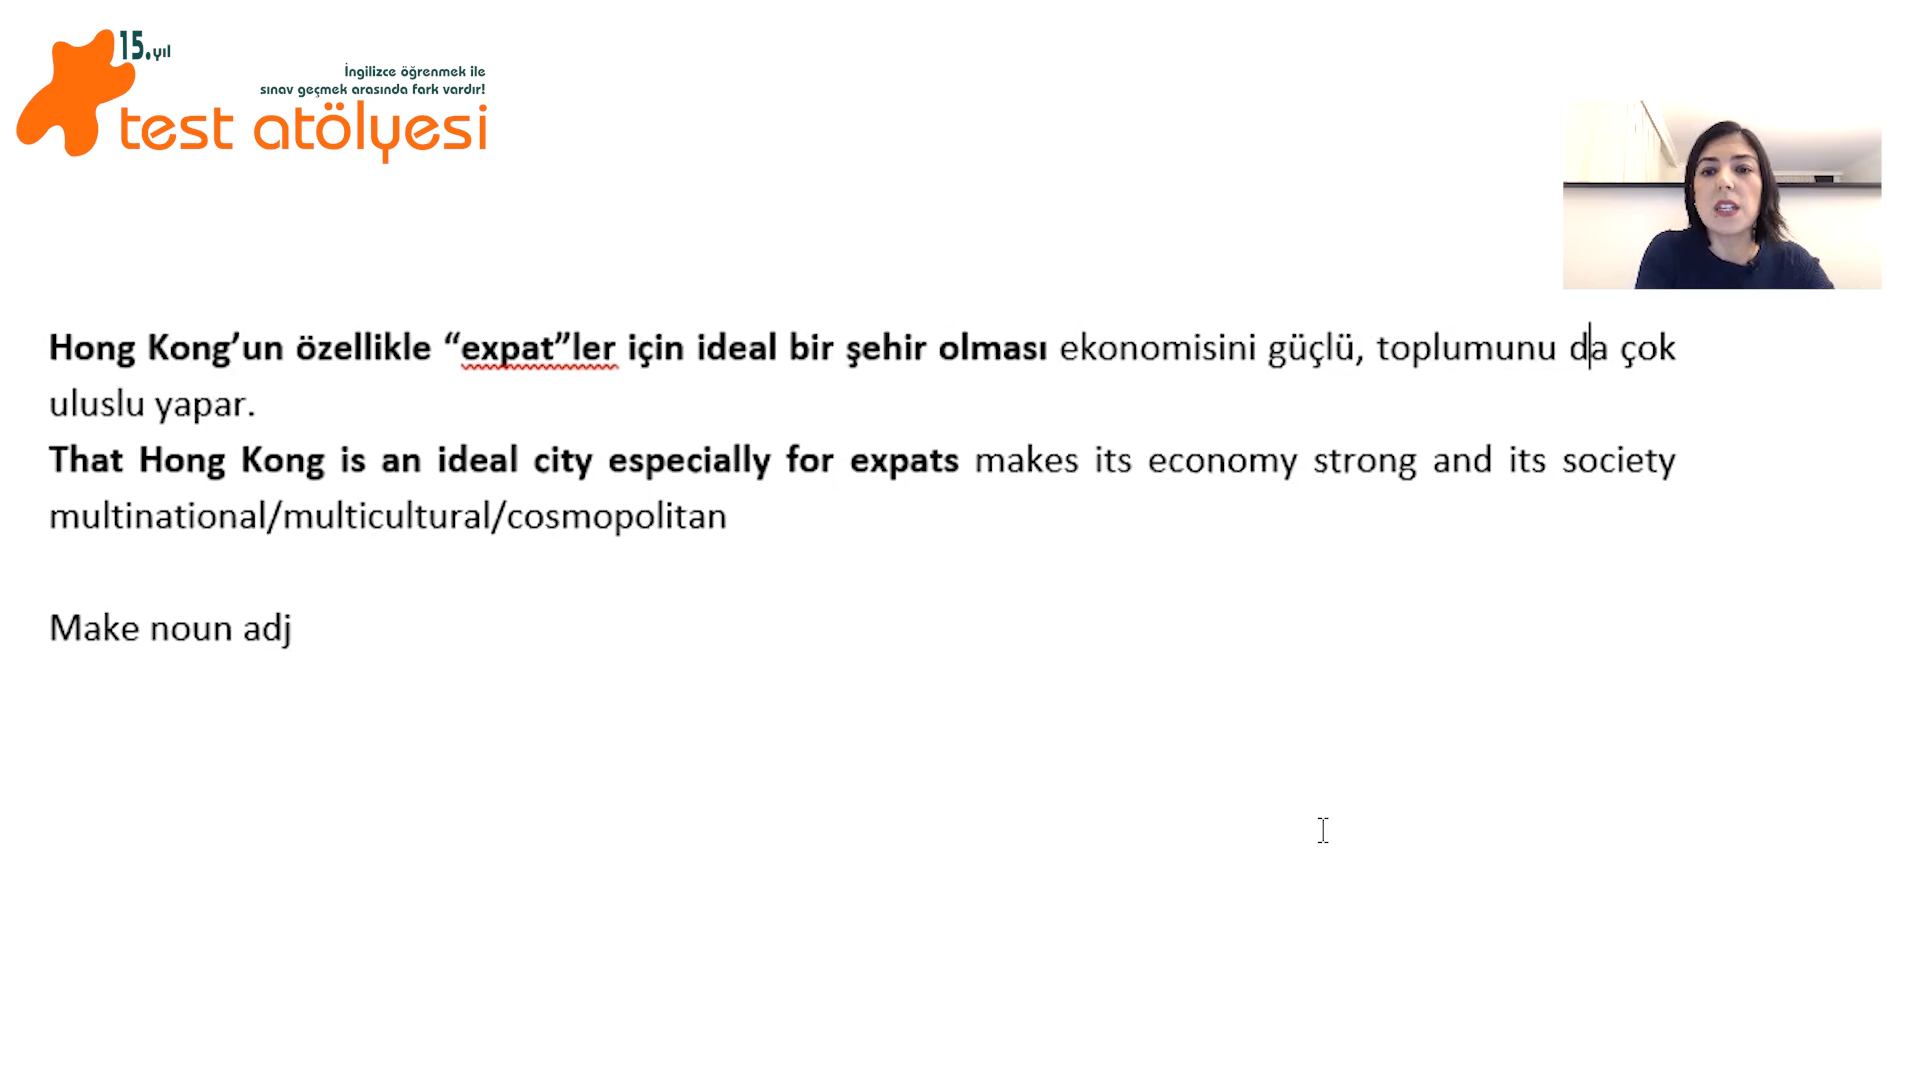 15.yıl
İngilizce öğrenmek ile
sınav geçmek arasında fark vardır!
test atölyesi
Hong Kong’un özellikle “expat”ler için ideal bir şehir olması ekonomisini güçlü, toplumunu da çok
uluslu yapar.
That Hong Kong is an ideal city especially for expats makes its economy strong and its society
multinational/multicultural/cosmopolitan
Make noun adj